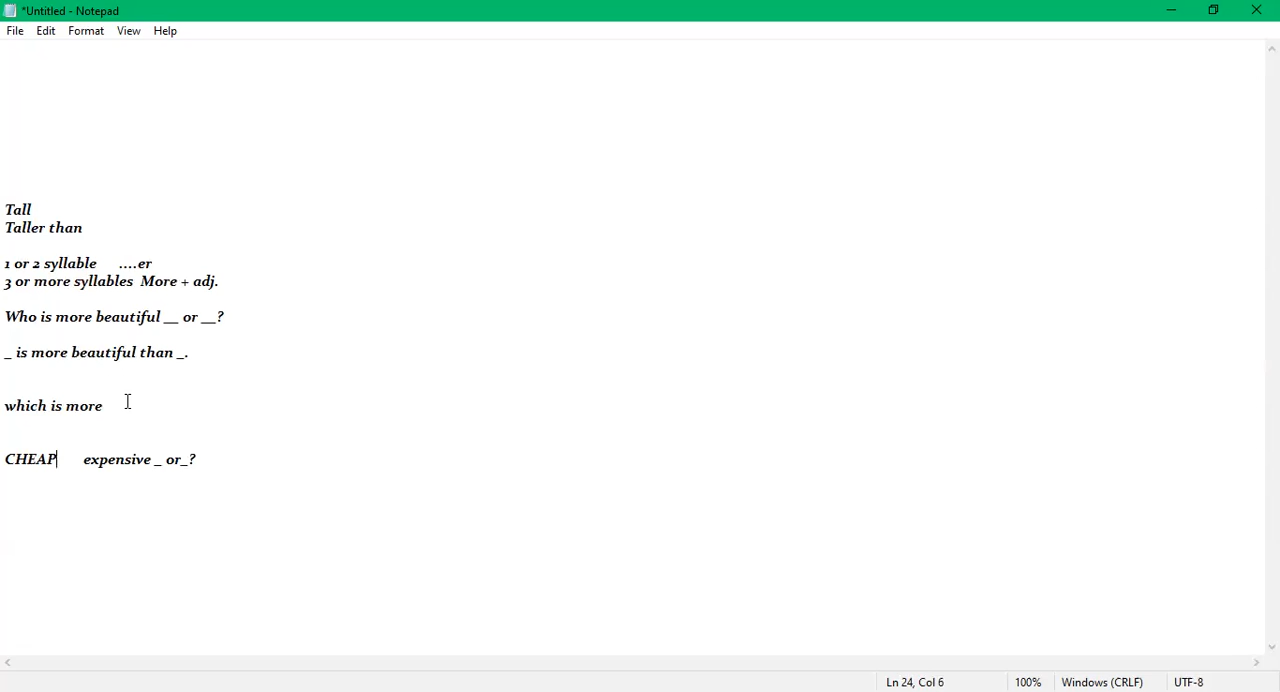 *Untitled - Notepad
File Edit Format View Help
Tall
Taller than
1 or 2 syllable ....er
3 or more syllables More + adj.
Who is more beautiful __ or __?
_ is more beautiful than _.
which is more
CHEAP expensive _ or_?
Ln 24, Col 6 100% Windows (CRLF) UTF-8